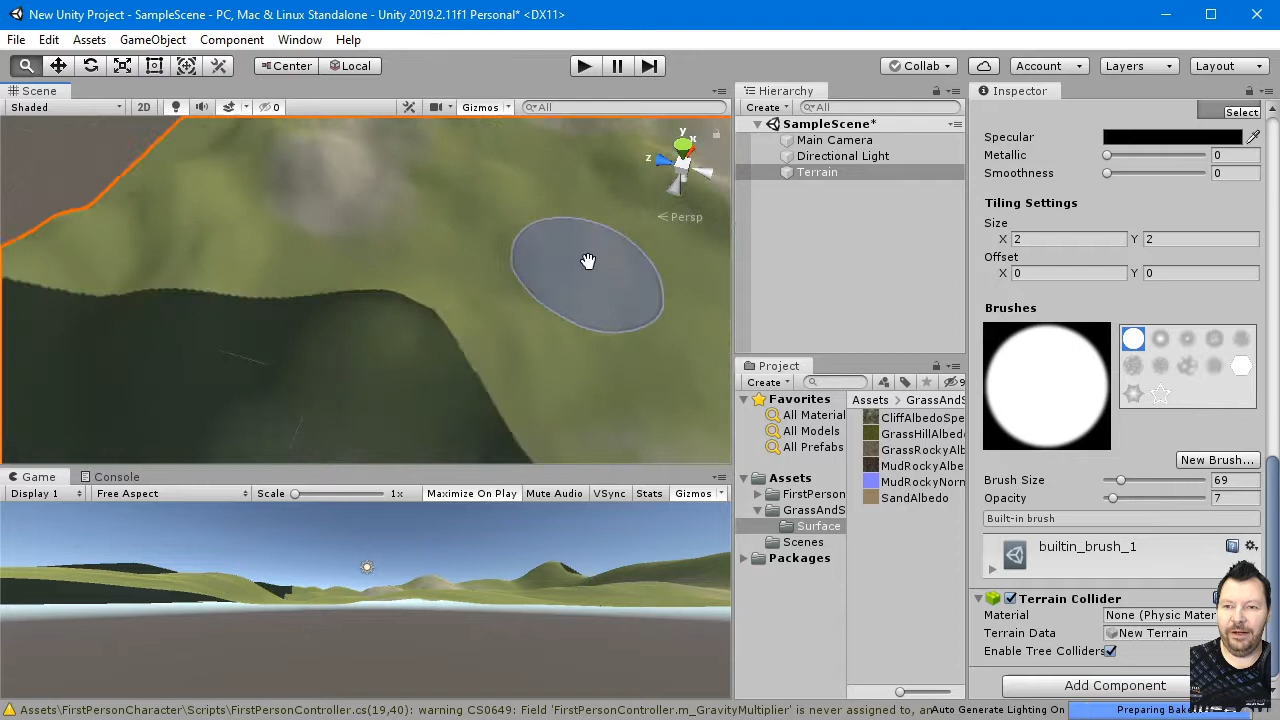 New Unity Project - SampleScene - PC, Mac & Linux Standalone - Unity 2019.2.11f1 Personal* <DX11>
File Edit Assets GameObject Component Window Help
Center Local Collab Account Layers Layout
Scene
Shaded 2D 0 Gizmos All
y
x
z
Persp
Hierarchy
Create All
SampleScene*
Main Camera
Directional Light
Terrain
Project
Create 9
Favorites
All Material
All Models
All Prefabs
Assets
FirstPerson
GrassAndS
Surface
Scenes
Packages
Assets > GrassAndS
CliffAlbedoSpe
GrassHillAlbed
GrassRockyAlb
MudRockyAlbe
MudRockyNorn
SandAlbedo
Game Console
Display 1 Free Aspect Scale 1x Maximize On Play Mute Audio VSync Stats Gizmos
Inspector
Select
Specular
Metallic 0
Smoothness 0
Tiling Settings
Size
X 2 Y 2
Offset
X 0 Y 0
Brushes
New Brush...
Brush Size 69
Opacity 7
Built-in brush
builtin_brush_1
Terrain Collider
Material None (Physic Mater
Terrain Data New Terrain
Enable Tree Colliders
Add Component
Assets\FirstPersonCharacter\Scripts\FirstPersonController.cs(19,40): warning CS0649: Field 'FirstPersonController.m_GravityMultiplier' is never assigned to, an
Auto Generate Lighting On Preparing Bake